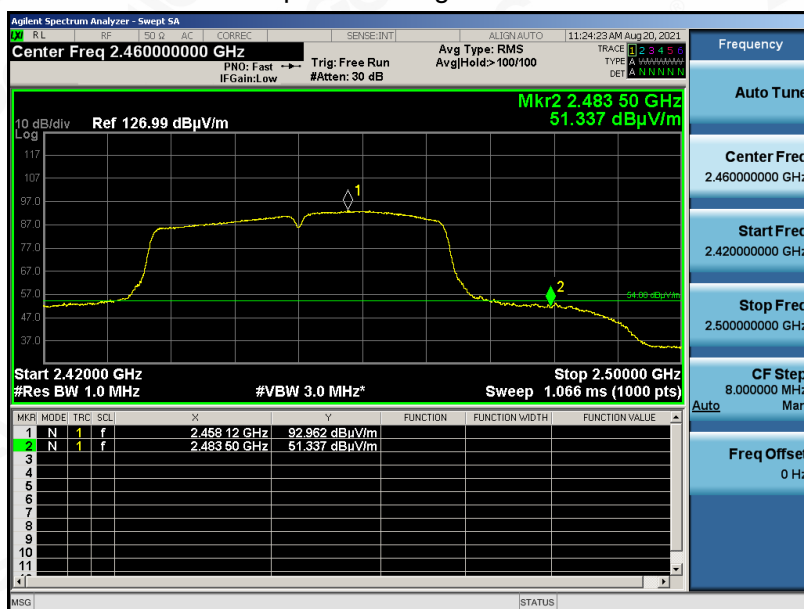 Agilent Spectrum Analyzer - Swept SA
LXI RL RF 50 Ω AC CORREC SENSE:INT ALIGN AUTO 11:24:23 AM Aug 20, 2021
Center Freq 2.460000000 GHz
PNO: Fast
IFGain:Low
Trig: Free Run
#Atten: 30 dB
Avg Type: RMS
Avg|Hold>100/100
TRACE 1 2 3 4 5 6
TYPE A
DET A N N N N N
Mkr2 2.483 50 GHz
51.337 dBµV/m
10 dB/div Ref 126.99 dBµV/m
Log
117
107
97.0
87.0
77.0
67.0
57.0
47.0
37.0
1
2
54.00 dBµV/m
Start 2.42000 GHz Stop 2.50000 GHz
#Res BW 1.0 MHz #VBW 3.0 MHz* Sweep 1.066 ms (1000 pts)
MKR MODE TRC SCL X Y FUNCTION FUNCTION WIDTH FUNCTION VALUE
1 N 1 f 2.458 12 GHz 92.962 dBµV/m
2 N 1 f 2.483 50 GHz 51.337 dBµV/m
3
4
5
6
7
8
9
10
11
MSG STATUS
Frequency
Auto Tune
Center Freq
2.460000000 GHz
Start Freq
2.420000000 GHz
Stop Freq
2.500000000 GHz
CF Step
8.000000 MHz
Auto Man
Freq Offset
0 Hz